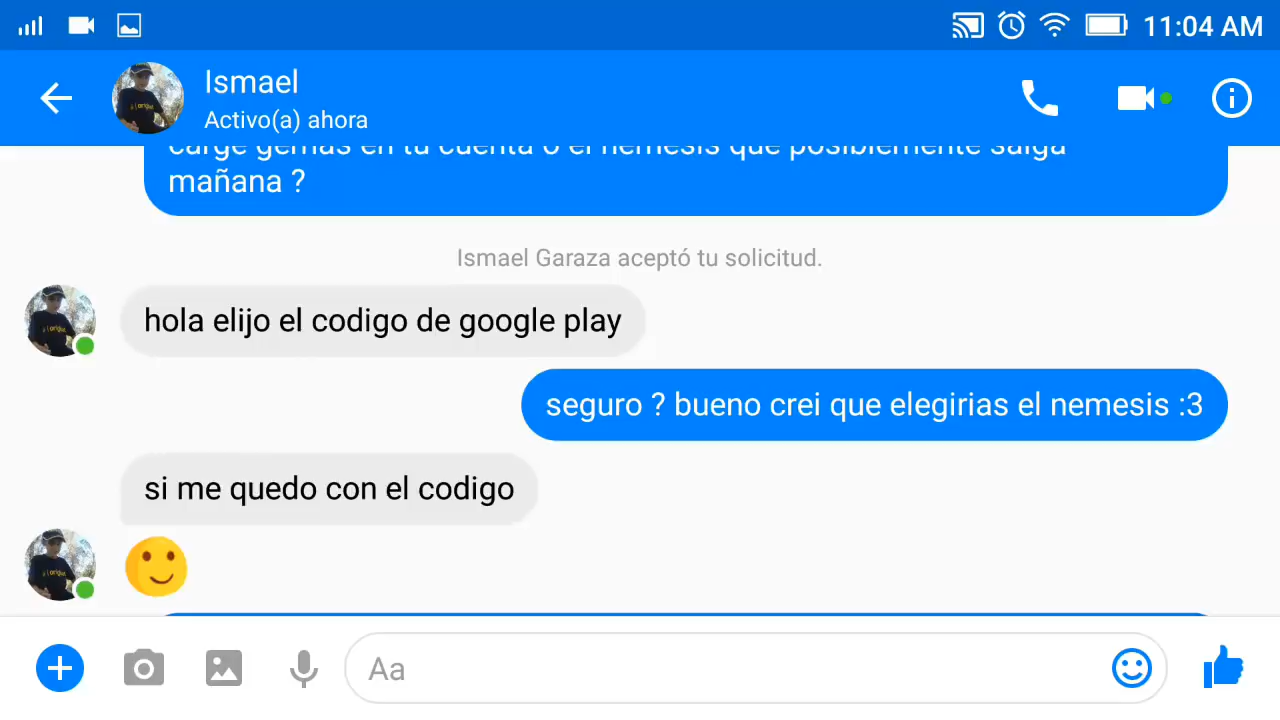 11:04 AM
Ismael
Activo(a) ahora
carge gemas en tu cuenta o el nemesis que posiblemente salga
mañana ?
Ismael Garaza aceptó tu solicitud.
hola elijo el codigo de google play
seguro ? bueno crei que elegirias el nemesis :3
si me quedo con el codigo
Aa